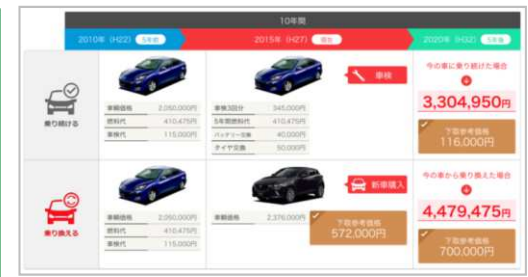 10年間
2010年 (H22) 5年前
2015年 (H27) 現在
2020年 (H32) 5年後
乗り続ける
車輌価格 2,050,000円
燃料代 410,475円
車検代 115,000円
車検3回分 345,000円
5年間燃料代 410,475円
バッテリー交換 40,000円
タイヤ交換 50,000円
車検
今の車に乗り続けた場合
3,304,950円
下取参考価格
116,000円
乗り換える
車輌価格 2,050,000円
燃料代 410,475円
車検代 115,000円
車輌価格 2,376,000円
新車購入
下取参考価格
572,000円
今の車から乗り換えた場合
4,479,475円
下取参考価格
700,000円